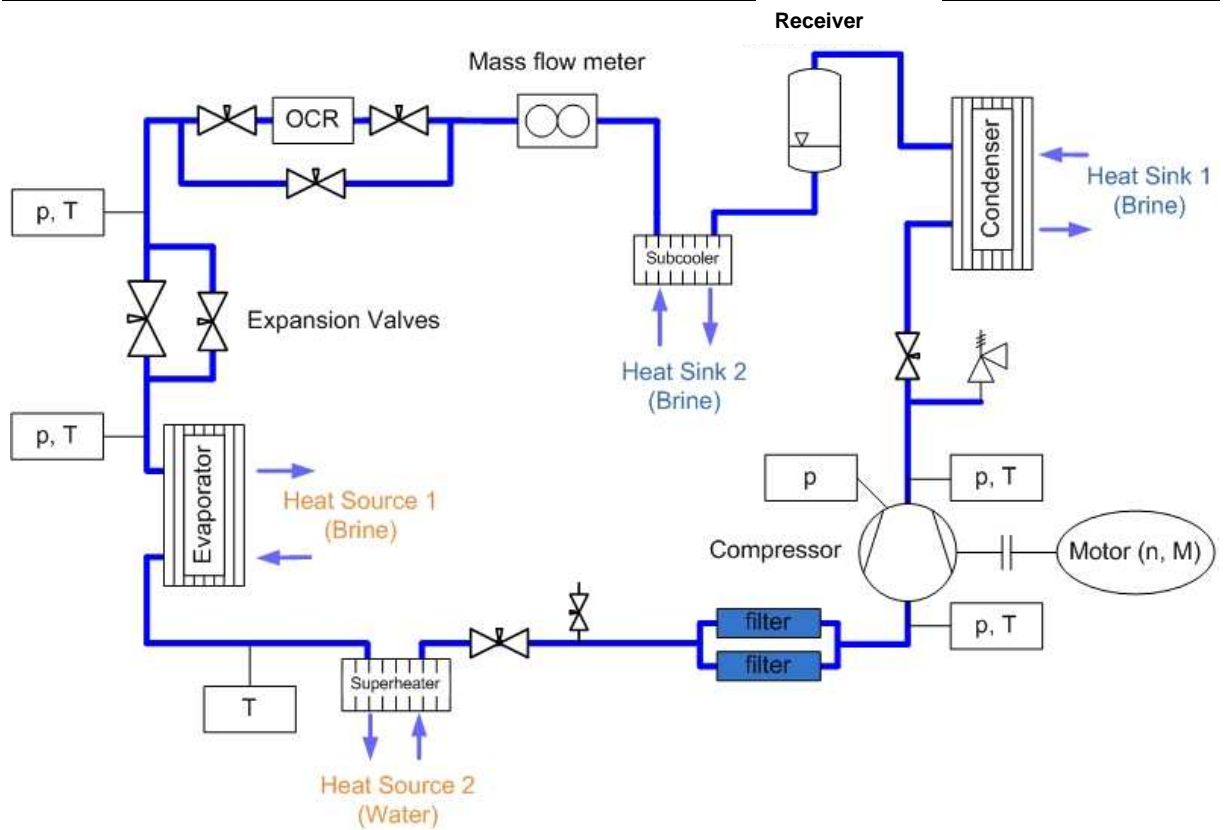 Receiver
Mass flow meter
OCR
Condenser
Heat Sink 1
(Brine)
p, T
Subcooler
Expansion Valves
Heat Sink 2
(Brine)
p, T
Evaporator
Heat Source 1
(Brine)
p
p, T
Compressor
Motor (n, M)
filter
p, T
filter
Superheater
T
Heat Source 2
(Water)